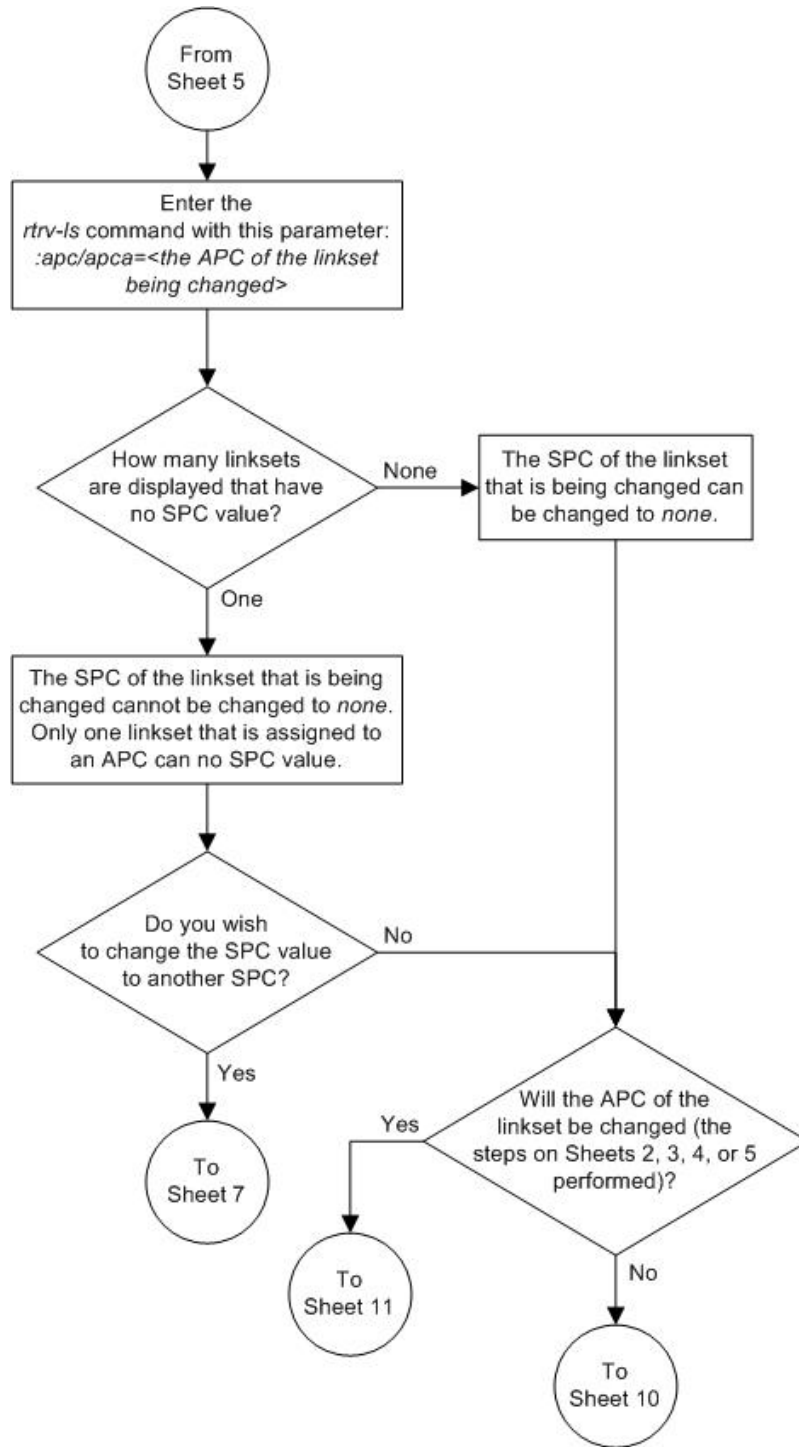 From
Sheet 5
Enter the
rtrv-ls command with this parameter:
:apc/apca=<the APC of the linkset
being changed>
How many linksets
are displayed that have
no SPC value?
None
The SPC of the linkset
that is being changed can
be changed to none.
One
The SPC of the linkset that is being
changed cannot be changed to none.
Only one linkset that is assigned to
an APC can no SPC value.
Do you wish
to change the SPC value
to another SPC?
No
Yes
Will the APC of the
linkset be changed (the
steps on Sheets 2, 3, 4, or 5
performed)?
Yes
To
Sheet 7
To
Sheet 11
No
To
Sheet 10